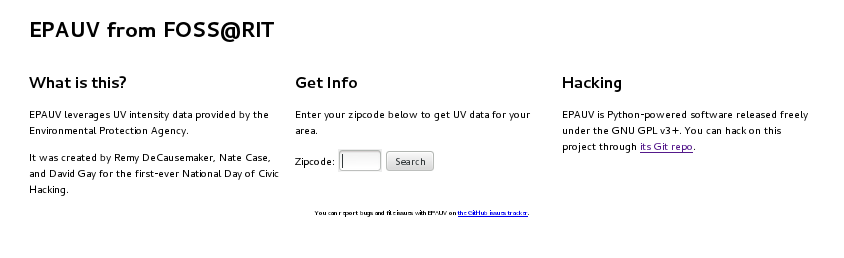 EPAUV from FOSS@RIT
What is this?
EPAUV leverages UV intensity data provided by the
Environmental Protection Agency.
It was created by Remy DeCausemaker, Nate Case,
and David Gay for the first-ever National Day of Civic
Hacking.
Get Info
Enter your zipcode below to get UV data for your
area.
Zipcode: Search
Hacking
EPAUV is Python-powered software released freely
under the GNU GPL v3+. You can hack on this
project through its Git repo.
You can report bugs and file issues with EPAUV on the GitHub issues tracker.